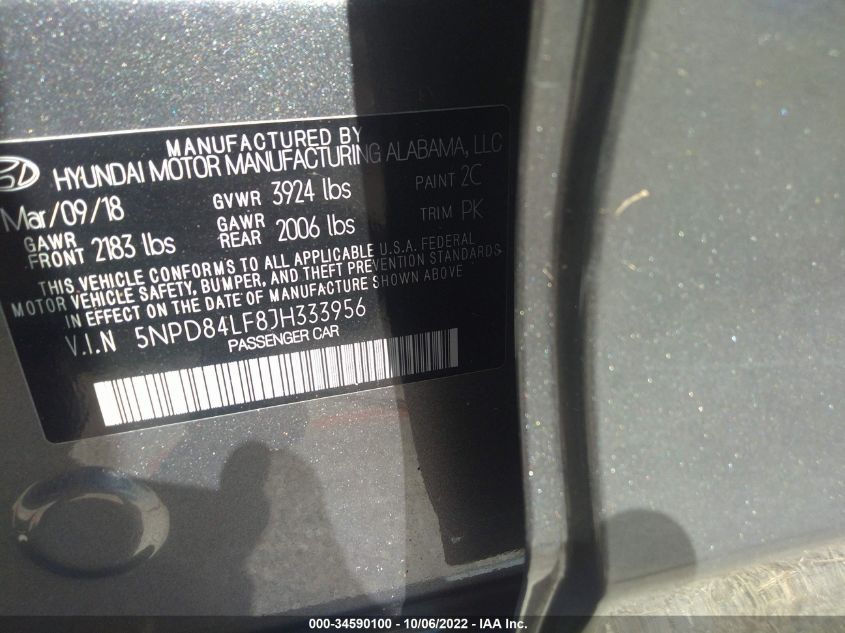 MANUFACTURED BY
HYUNDAI MOTOR MANUFACTURING ALABAMA, LLC
Mar/09/18 GVWR 3924 lbs PAINT 2C
GAWR FRONT 2183 lbs GAWR REAR 2006 lbs TRIM PK
THIS VEHICLE CONFORMS TO ALL APPLICABLE U.S.A. FEDERAL
MOTOR VEHICLE SAFETY, BUMPER, AND THEFT PREVENTION STANDARDS
IN EFFECT ON THE DATE OF MANUFACTURE SHOWN ABOVE
V.I.N 5NPD84LF8JH333956
PASSENGER CAR
000-34590100 - 10/06/2022 - IAA Inc.